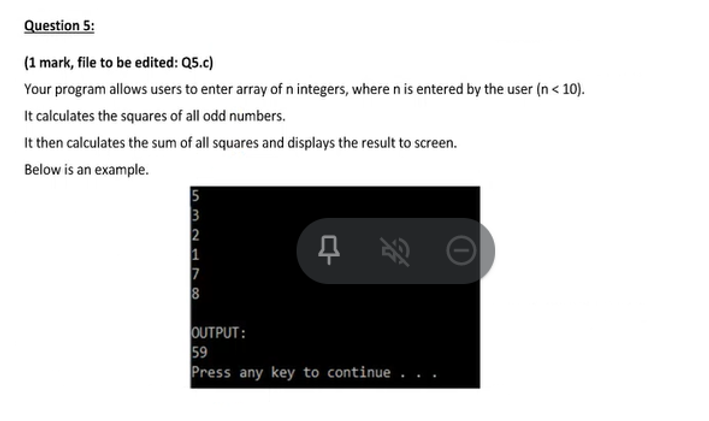 Question 5:
(1 mark, file to be edited: Q5.c)
Your program allows users to enter array of n integers, where n is entered by the user (n < 10).
It calculates the squares of all odd numbers.
It then calculates the sum of all squares and displays the result to screen.
Below is an example.
5
3
2
1
7
8
OUTPUT:
59
Press any key to continue . . .